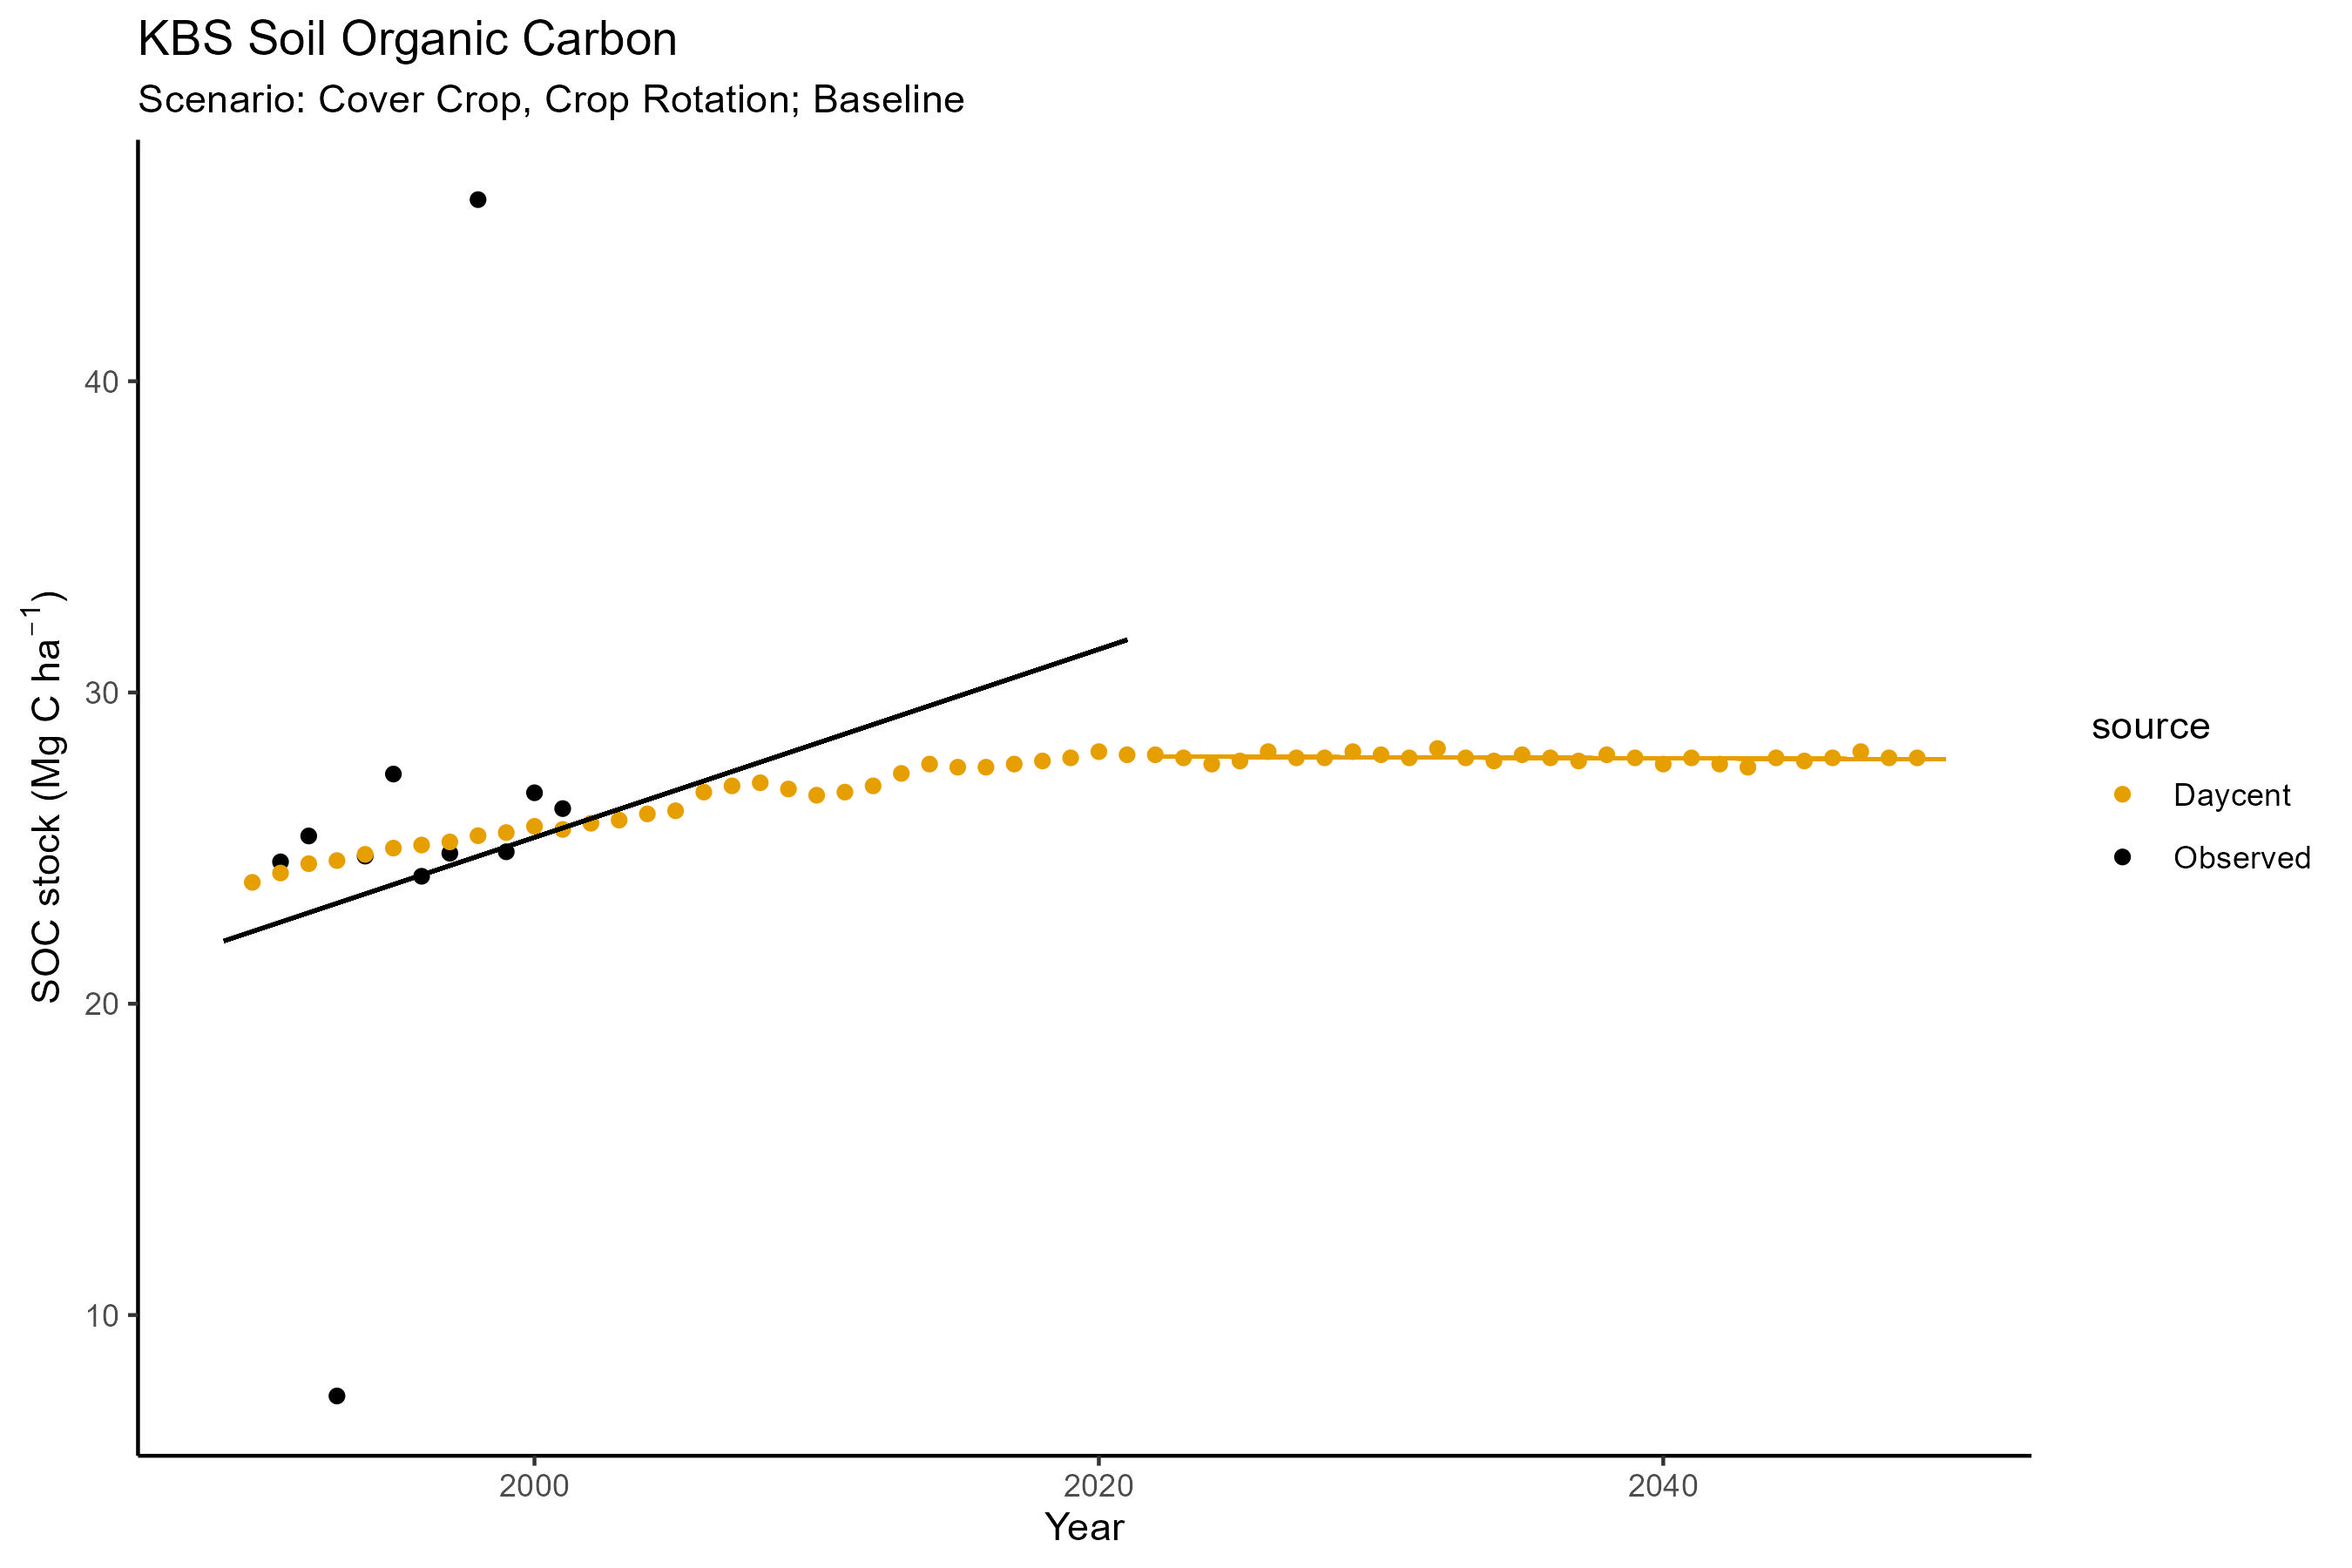 KBS Soil Organic Carbon
Scenario: Cover Crop, Crop Rotation; Baseline
SOC stock (Mg C ha⁻¹)
40
30
20
10
2000
2020
2040
Year
source
Daycent
Observed